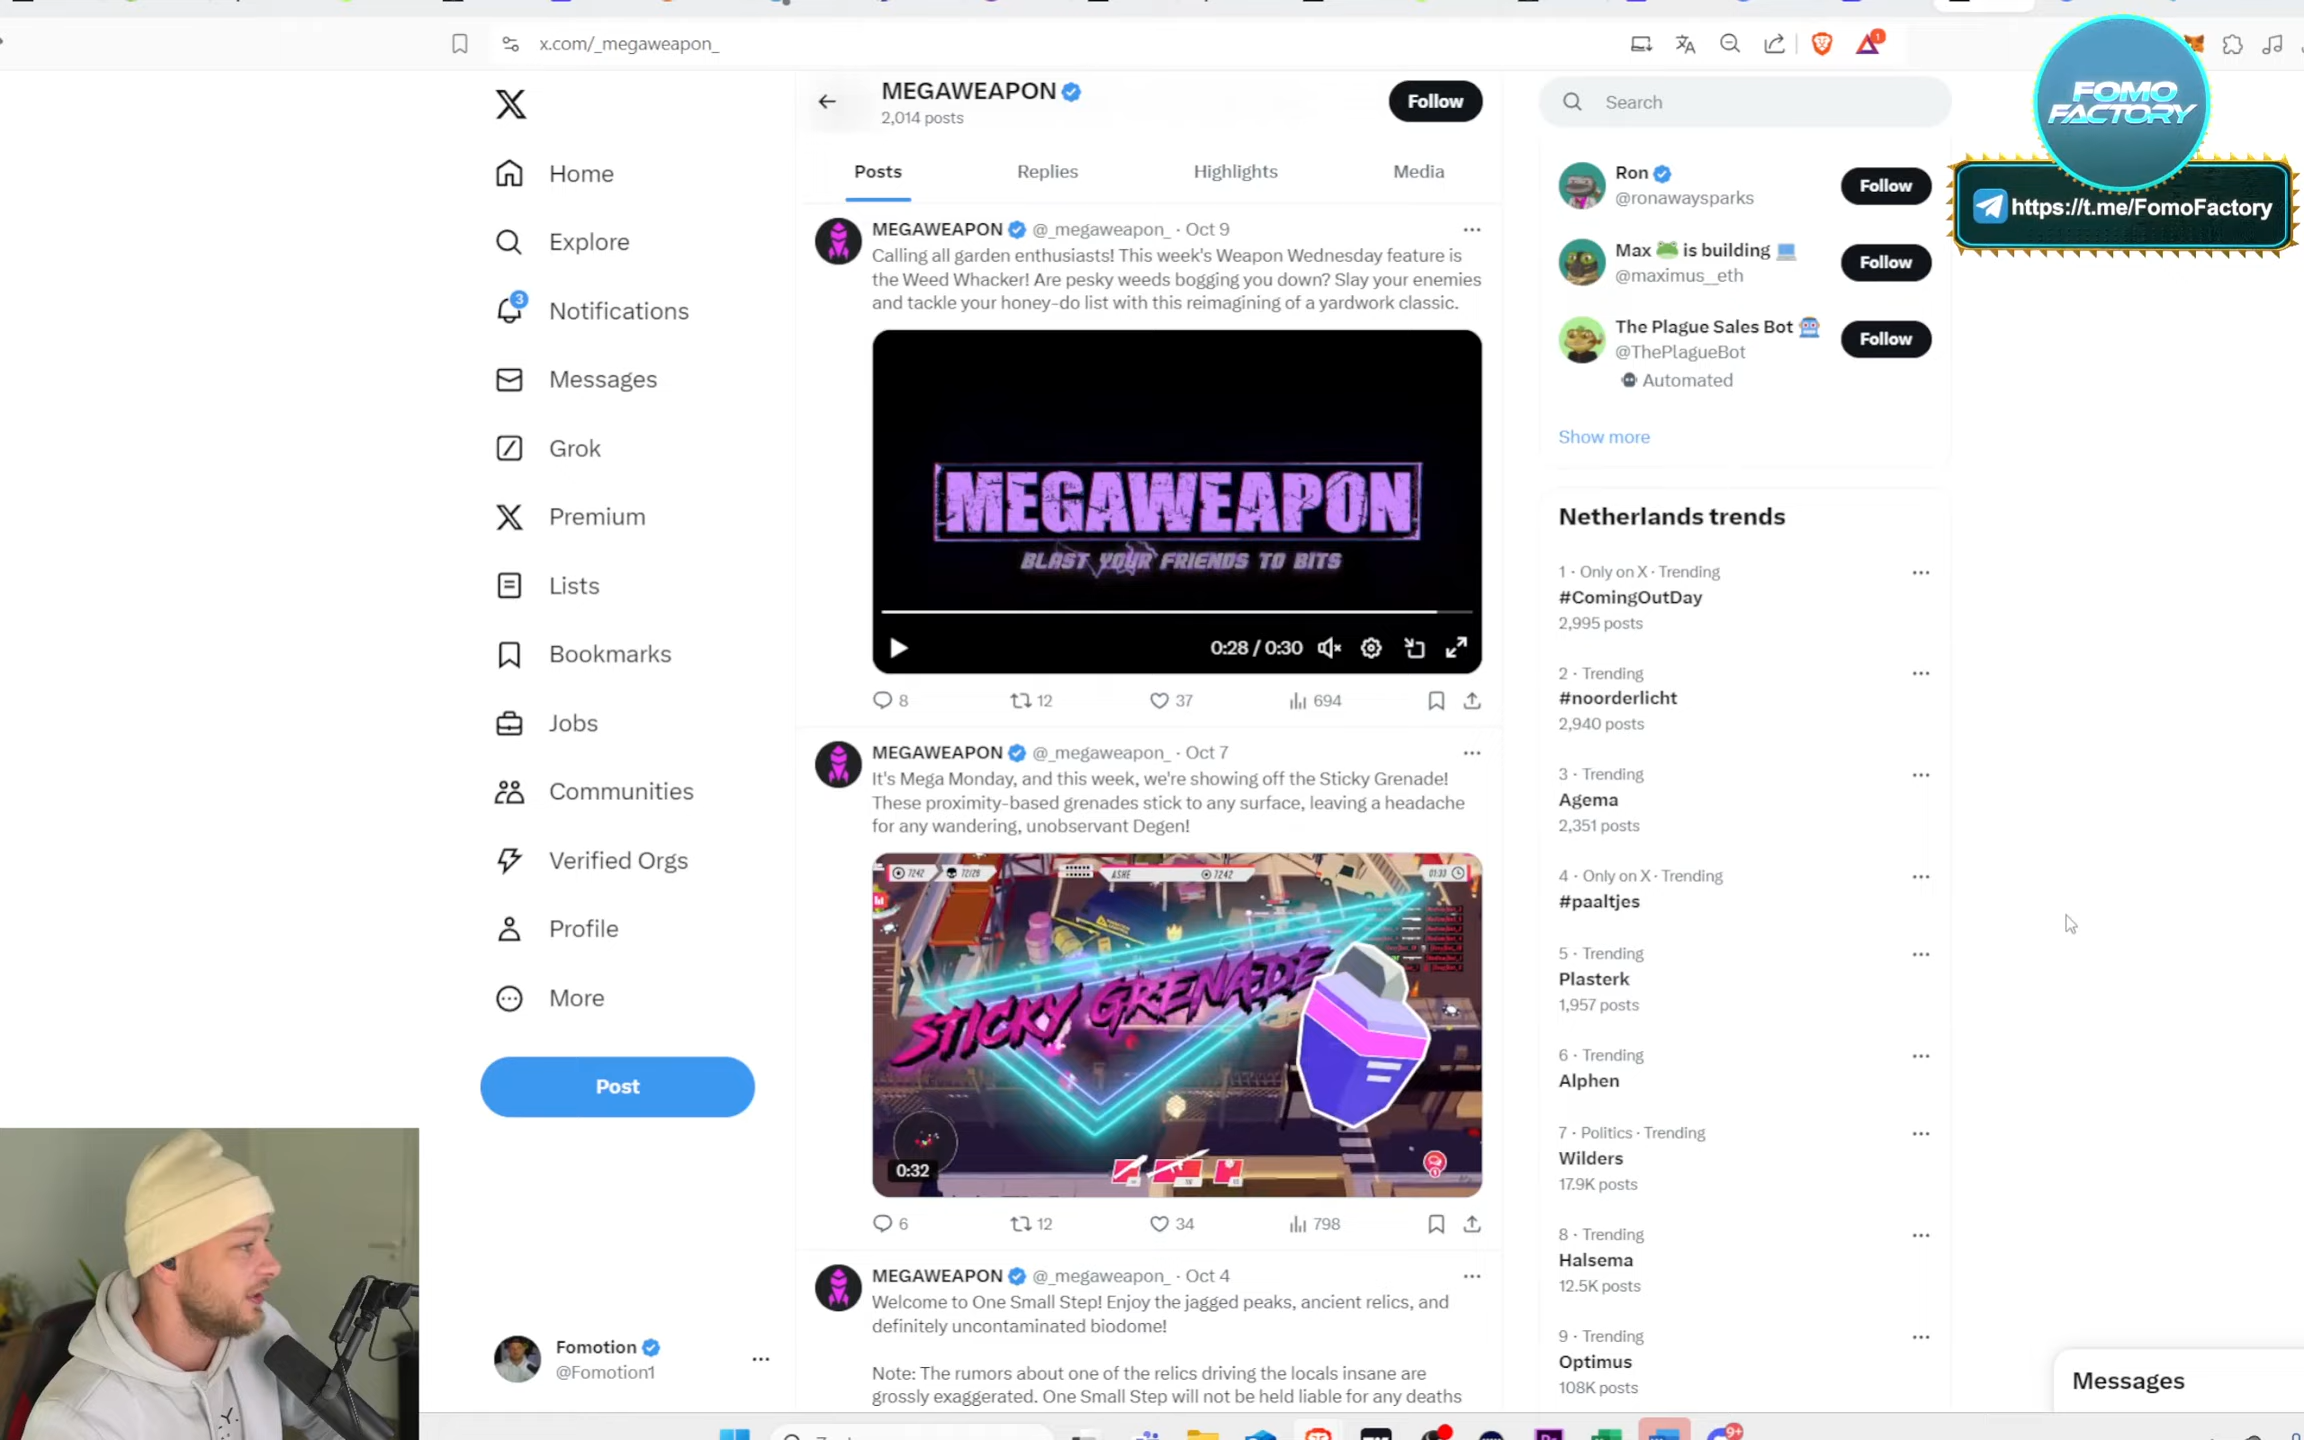 x.com/_megaweapon_
1
FOMO
FACTORY
https://t.me/FomoFactory
Home
Explore
3
Notifications
Messages
Grok
Premium
Lists
Bookmarks
Jobs
Communities
Verified Orgs
Profile
More
Post
Fomotion
@Fomotion1
MEGAWEAPON
2,014 posts
Follow
Posts
Replies
Highlights
Media
MEGAWEAPON @_megaweapon_ · Oct 9
Calling all garden enthusiasts! This week's Weapon Wednesday feature is
the Weed Whacker! Are pesky weeds bogging you down? Slay your enemies
and tackle your honey-do list with this reimagining of a yardwork classic.
MEGAWEAPON
BLAST YOUR FRIENDS TO BITS
0:28 / 0:30
8
12
37
694
MEGAWEAPON @_megaweapon_ · Oct 7
It's Mega Monday, and this week, we're showing off the Sticky Grenade!
These proximity-based grenades stick to any surface, leaving a headache
for any wandering, unobservant Degen!
7242
ASHE
7242
01:33
STICKY GRENADE
0:32
6
12
34
798
MEGAWEAPON @_megaweapon_ · Oct 4
Welcome to One Small Step! Enjoy the jagged peaks, ancient relics, and
definitely uncontaminated biodome!
Note: The rumors about one of the relics driving the locals insane are
grossly exaggerated. One Small Step will not be held liable for any deaths
Search
Ron
@ronawaysparks
Follow
Max 🐸 is building 💻
@maximus__eth
Follow
The Plague Sales Bot 🤖
@ThePlagueBot
Automated
Follow
Show more
Netherlands trends
1 · Only on X · Trending
#ComingOutDay
2,995 posts
2 · Trending
#noorderlicht
2,940 posts
3 · Trending
Agema
2,351 posts
4 · Only on X · Trending
#paaltjes
5 · Trending
Plasterk
1,957 posts
6 · Trending
Alphen
7 · Politics · Trending
Wilders
17.9K posts
8 · Trending
Halsema
12.5K posts
9 · Trending
Optimus
108K posts
Messages
9+